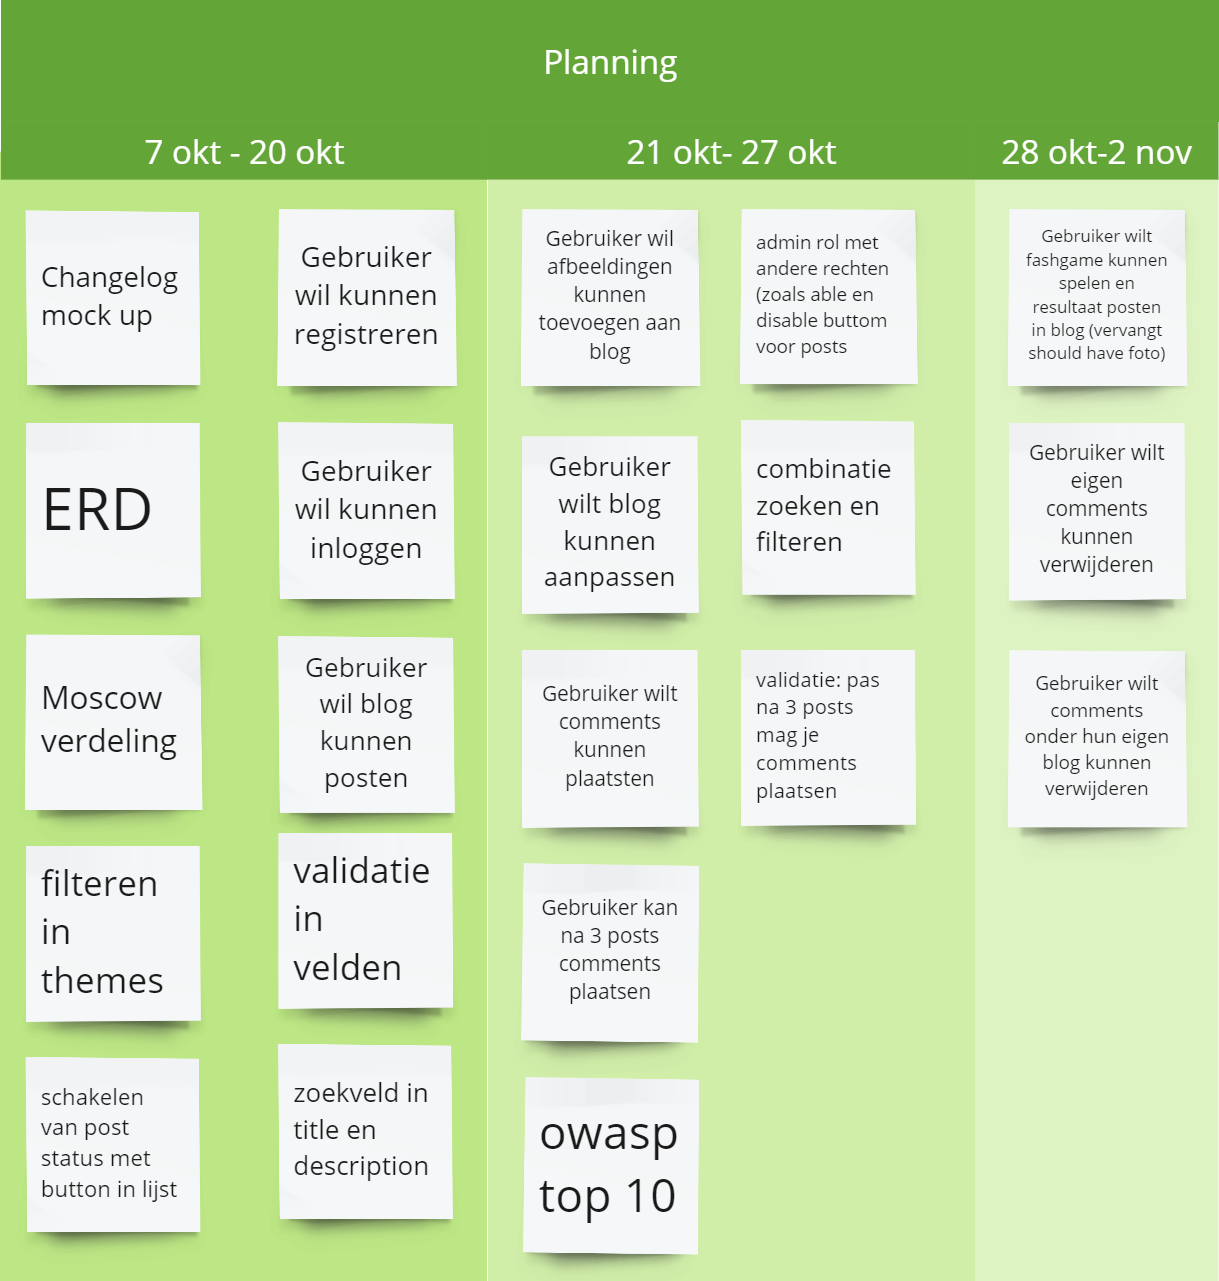 Planning
7 okt - 20 okt
21 okt- 27 okt
28 okt-2 nov
Changelog
mock up
Gebruiker
wil kunnen
registreren
ERD
Gebruiker
wil kunnen
inloggen
Moscow
verdeling
Gebruiker
wil blog
kunnen
posten
filteren
in
themes
validatie
in
velden
schakelen
van post
status met
button in lijst
zoekveld in
title en
description
Gebruiker wil
afbeeldingen
kunnen
toevoegen aan
blog
admin rol met
andere rechten
(zoals able en
disable buttom
voor posts
Gebruiker
wilt blog
kunnen
aanpassen
combinatie
zoeken en
filteren
Gebruiker wilt
comments
kunnen
plaatsten
validatie: pas
na 3 posts
mag je
comments
plaatsen
Gebruiker kan
na 3 posts
comments
plaatsen
owasp
top 10
Gebruiker wilt
fashgame kunnen
spelen en
resultaat posten
in blog (vervangt
should have foto)
Gebruiker wilt
eigen
comments
kunnen
verwijderen
Gebruiker wilt
comments
onder hun eigen
blog kunnen
verwijderen